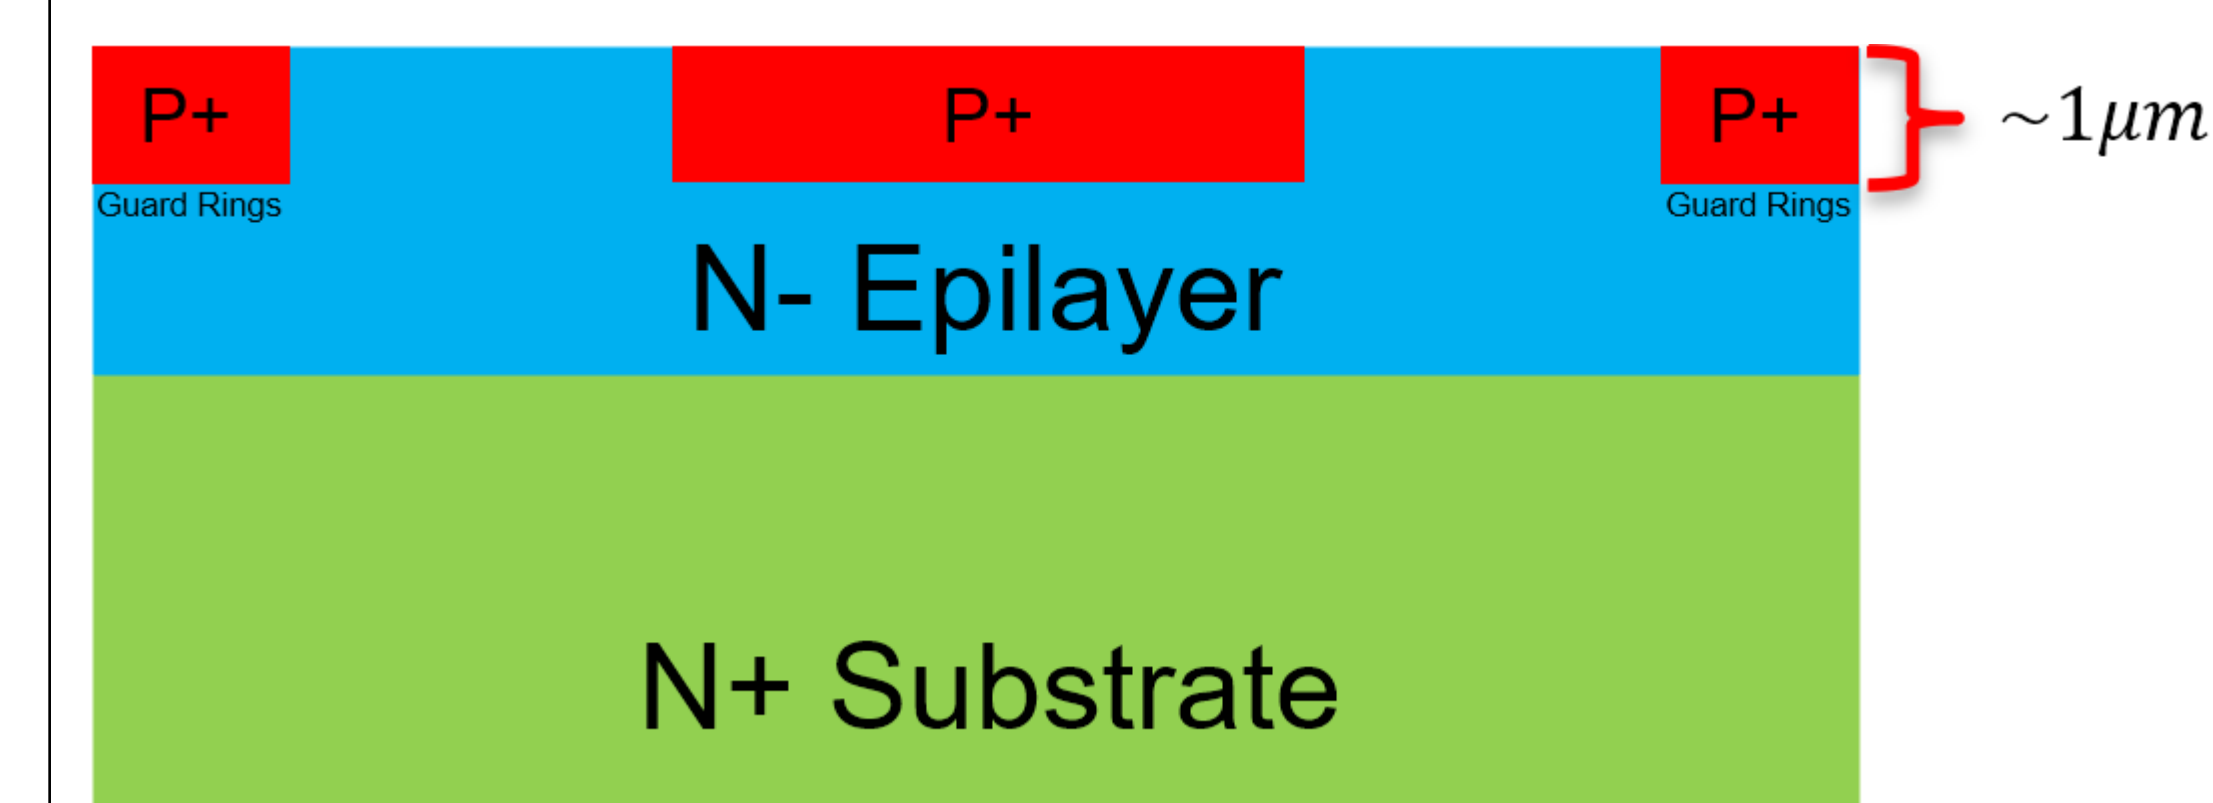 P+ P+ P+ ~1μm
Guard Rings Guard Rings
N- Epilayer
N+ Substrate